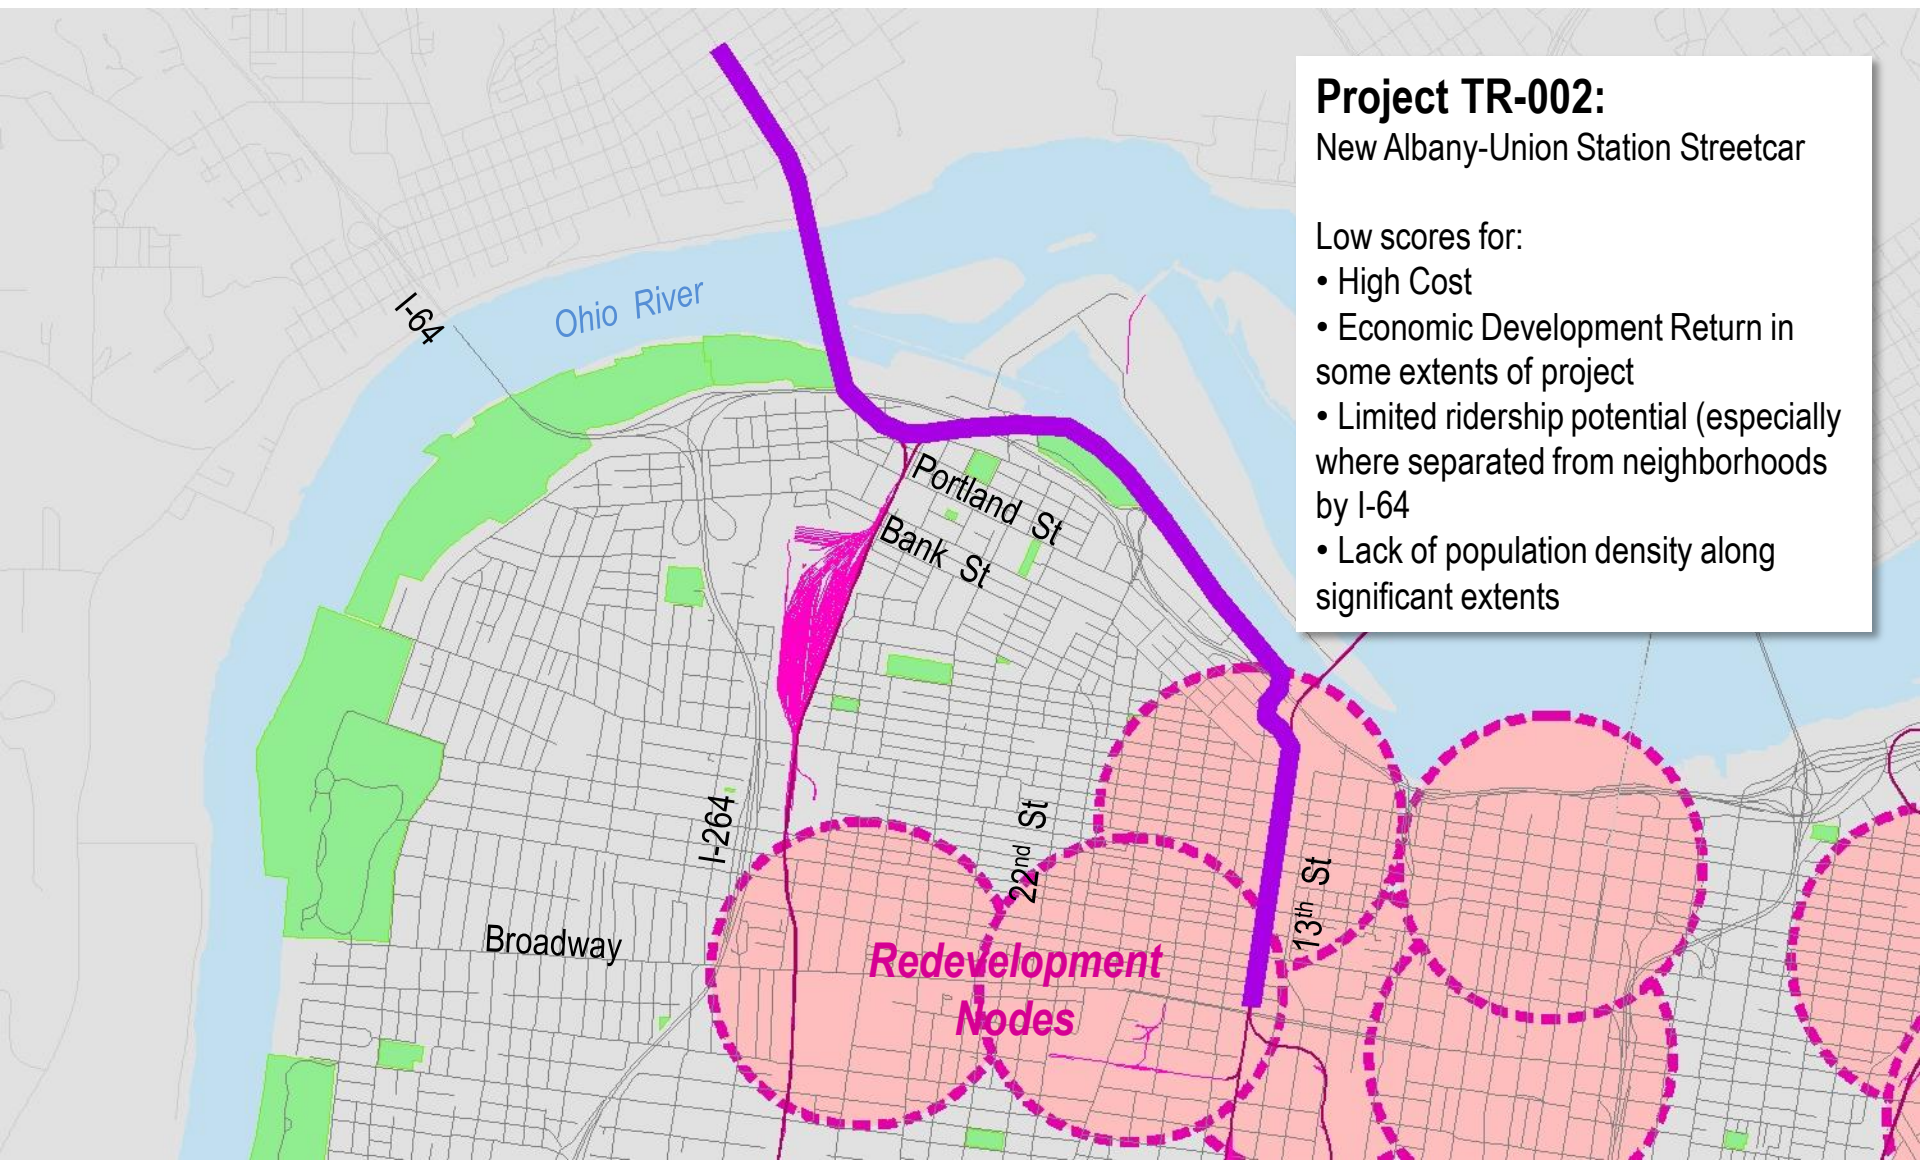 Project TR-002:
New Albany-Union Station Streetcar
Low scores for:
• High Cost
• Economic Development Return in
some extents of project
• Limited ridership potential (especially
where separated from neighborhoods
by I-64
• Lack of population density along
significant extents
I-64
Ohio River
Portland St
Bank St
I-264
22nd St
13th St
Broadway
Redevelopment
Nodes